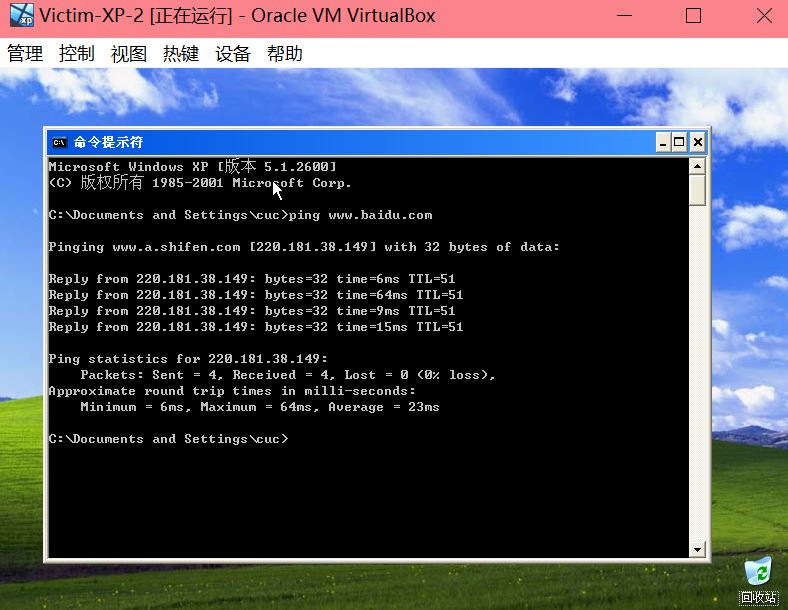 Victim-XP-2 [正在运行] - Oracle VM VirtualBox
管理 控制 视图 热键 设备 帮助
命令提示符
Microsoft Windows XP [版本 5.1.2600]
(C) 版权所有 1985-2001 Microsoft Corp.
C:\Documents and Settings\cuc>ping www.baidu.com
Pinging www.a.shifen.com [220.181.38.149] with 32 bytes of data:
Reply from 220.181.38.149: bytes=32 time=6ms TTL=51
Reply from 220.181.38.149: bytes=32 time=64ms TTL=51
Reply from 220.181.38.149: bytes=32 time=9ms TTL=51
Reply from 220.181.38.149: bytes=32 time=15ms TTL=51
Ping statistics for 220.181.38.149:
Packets: Sent = 4, Received = 4, Lost = 0 (0% loss),
Approximate round trip times in milli-seconds:
Minimum = 6ms, Maximum = 64ms, Average = 23ms
C:\Documents and Settings\cuc>
回收站